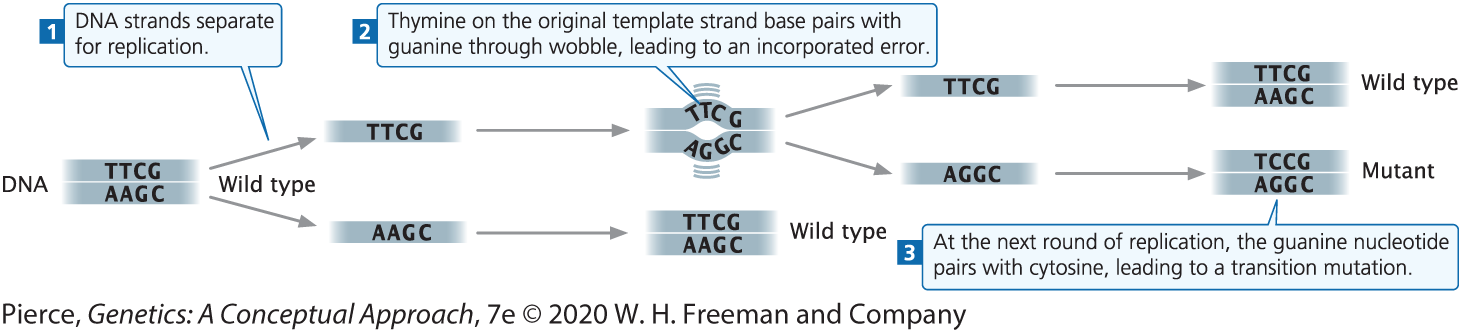 1
DNA strands separate
for replication.
2
Thymine on the original template strand base pairs with
guanine through wobble, leading to an incorporated error.
DNA
TTCG
AAGC
Wild type
TTCG
AAGC
TTCG
AGGC
TTCG
AAGC
Wild type
TTCG
AGGC
TTCG
AAGC
Wild type
TCCG
AGGC
Mutant
3
At the next round of replication, the guanine nucleotide
pairs with cytosine, leading to a transition mutation.
Pierce, Genetics: A Conceptual Approach, 7e © 2020 W. H. Freeman and Company